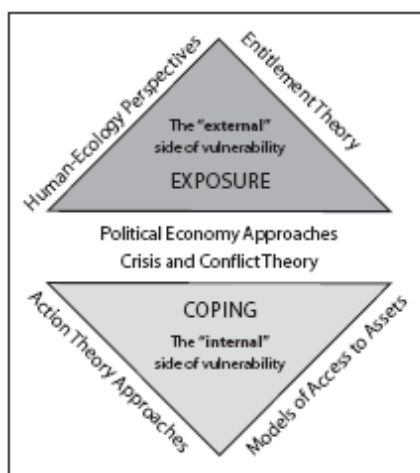 Human-Ecology Perspectives
Entitlement Theory
The "external"
side of vulnerability
EXPOSURE
Political Economy Approaches
Crisis and Conflict Theory
COPING
The "internal"
side of vulnerability
Action Theory Approaches
Models of Access to Assets